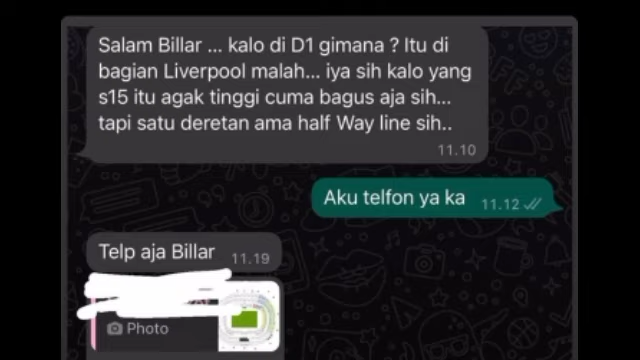 Salam Billar ... kalo di D1 gimana ? Itu di
bagian Liverpool malah... iya sih kalo yang
s15 itu agak tinggi cuma bagus aja sih...
tapi satu deretan ama half Way line sih..
11.10
Aku telfon ya ka 11.12
Telp aja Billar 11.19
Photo